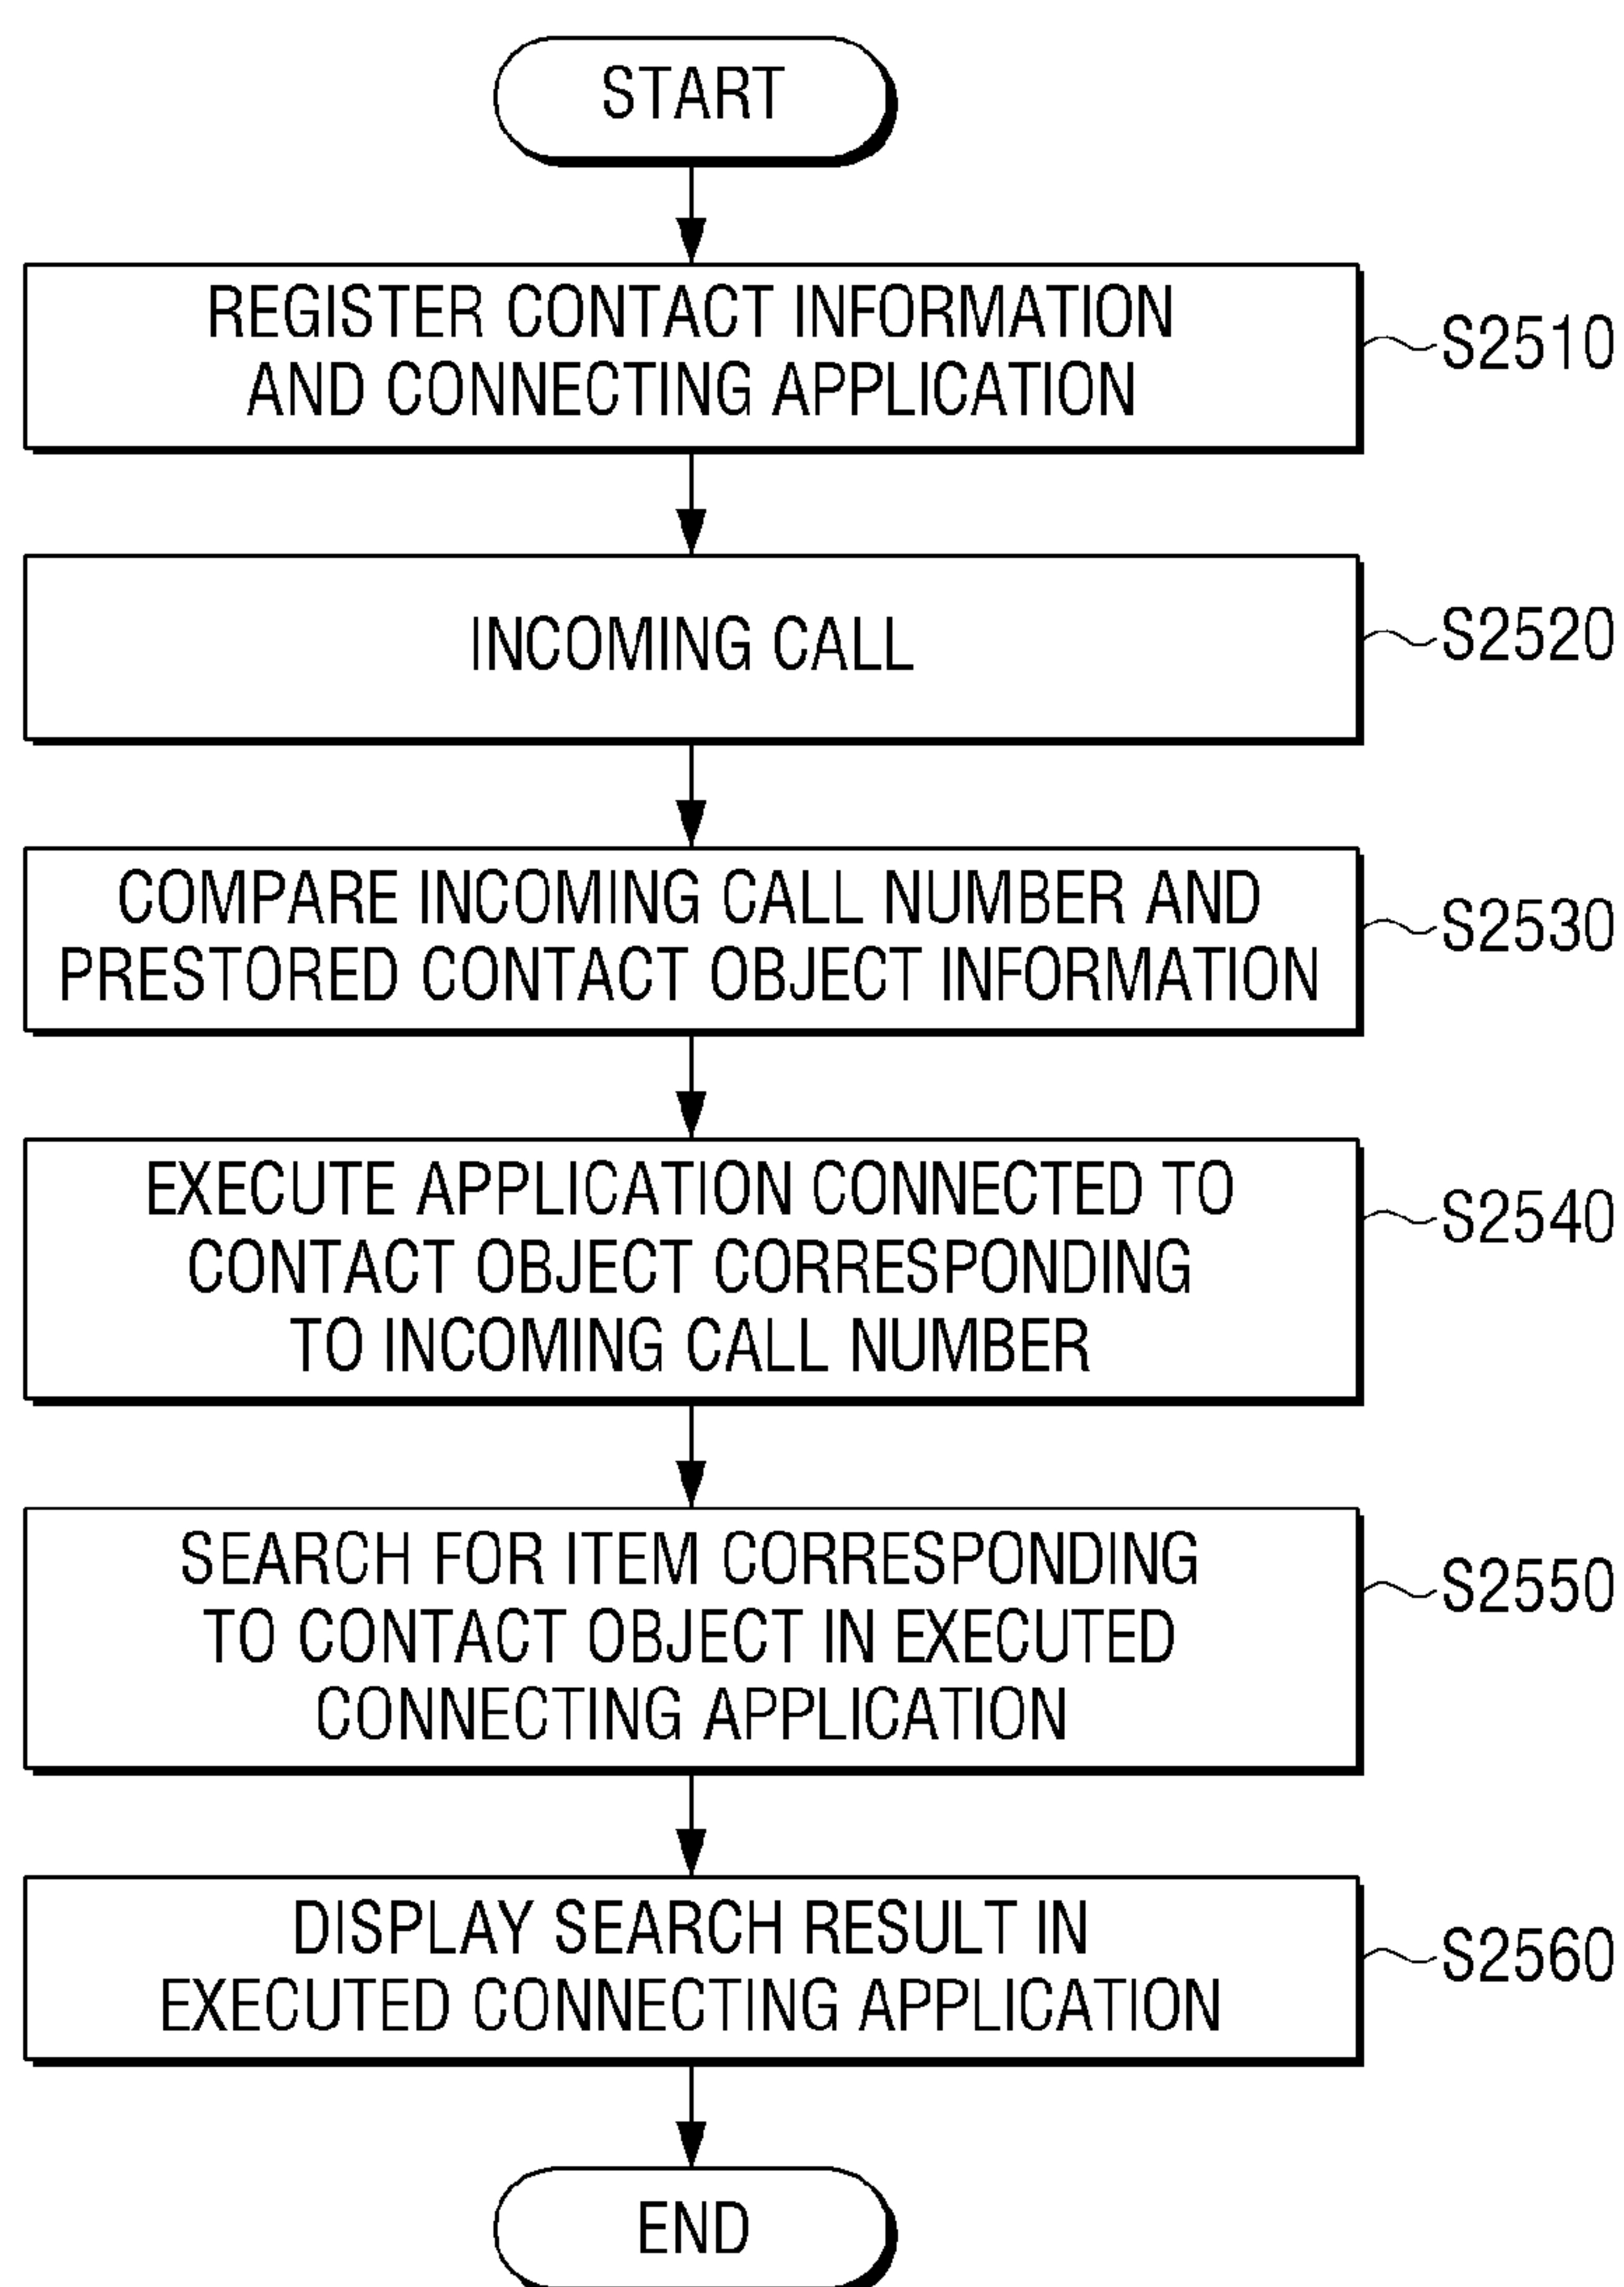 START
REGISTER CONTACT INFORMATION
AND CONNECTING APPLICATION
S2510
INCOMING CALL
S2520
COMPARE INCOMING CALL NUMBER AND
PRESTORED CONTACT OBJECT INFORMATION
S2530
EXECUTE APPLICATION CONNECTED TO
CONTACT OBJECT CORRESPONDING
TO INCOMING CALL NUMBER
S2540
SEARCH FOR ITEM CORRESPONDING
TO CONTACT OBJECT IN EXECUTED
CONNECTING APPLICATION
S2550
DISPLAY SEARCH RESULT IN
EXECUTED CONNECTING APPLICATION
S2560
END